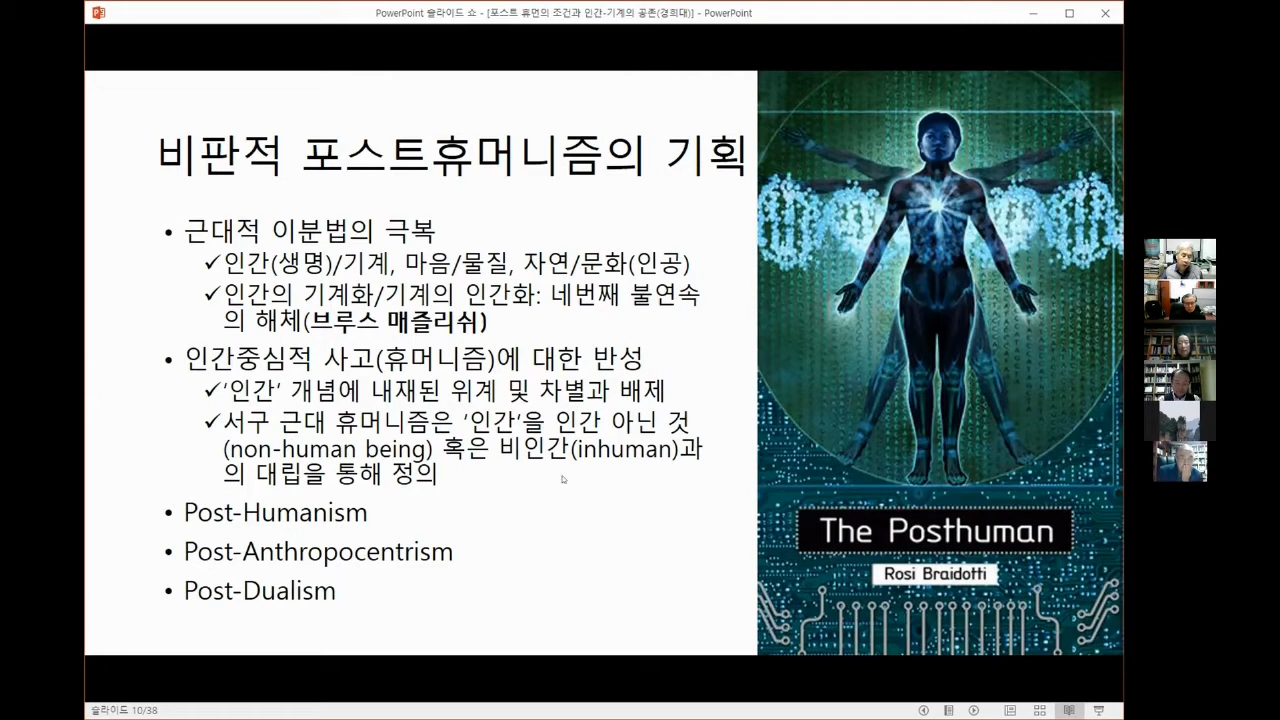 PowerPoint 슬라이드 쇼 - [포스트 휴먼의 조건과 인간-기계의 공존(경희대)] - PowerPoint
비판적 포스트휴머니즘의 기획
• 근대적 이분법의 극복
✓인간(생명)/기계, 마음/물질, 자연/문화(인공)
✓인간의 기계화/기계의 인간화: 네번째 불연속
의 해체(브루스 매즐리쉬)
• 인간중심적 사고(휴머니즘)에 대한 반성
✓'인간' 개념에 내재된 위계 및 차별과 배제
✓서구 근대 휴머니즘은 '인간'을 인간 아닌 것
(non-human being) 혹은 비인간(inhuman)과
의 대립을 통해 정의
• Post-Humanism
• Post-Anthropocentrism
• Post-Dualism
The Posthuman
Rosi Braidotti
슬라이드 10/38